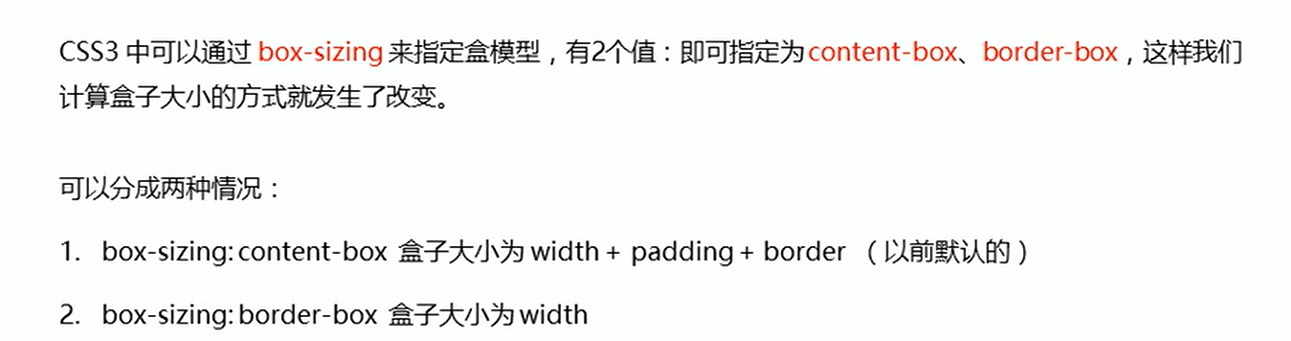 CSS3 中可以通过 box-sizing 来指定盒模型，有2个值：即可指定为content-box、border-box，这样我们
计算盒子大小的方式就发生了改变。
可以分成两种情况：
1. box-sizing: content-box 盒子大小为 width + padding + border （以前默认的）
2. box-sizing: border-box 盒子大小为 width